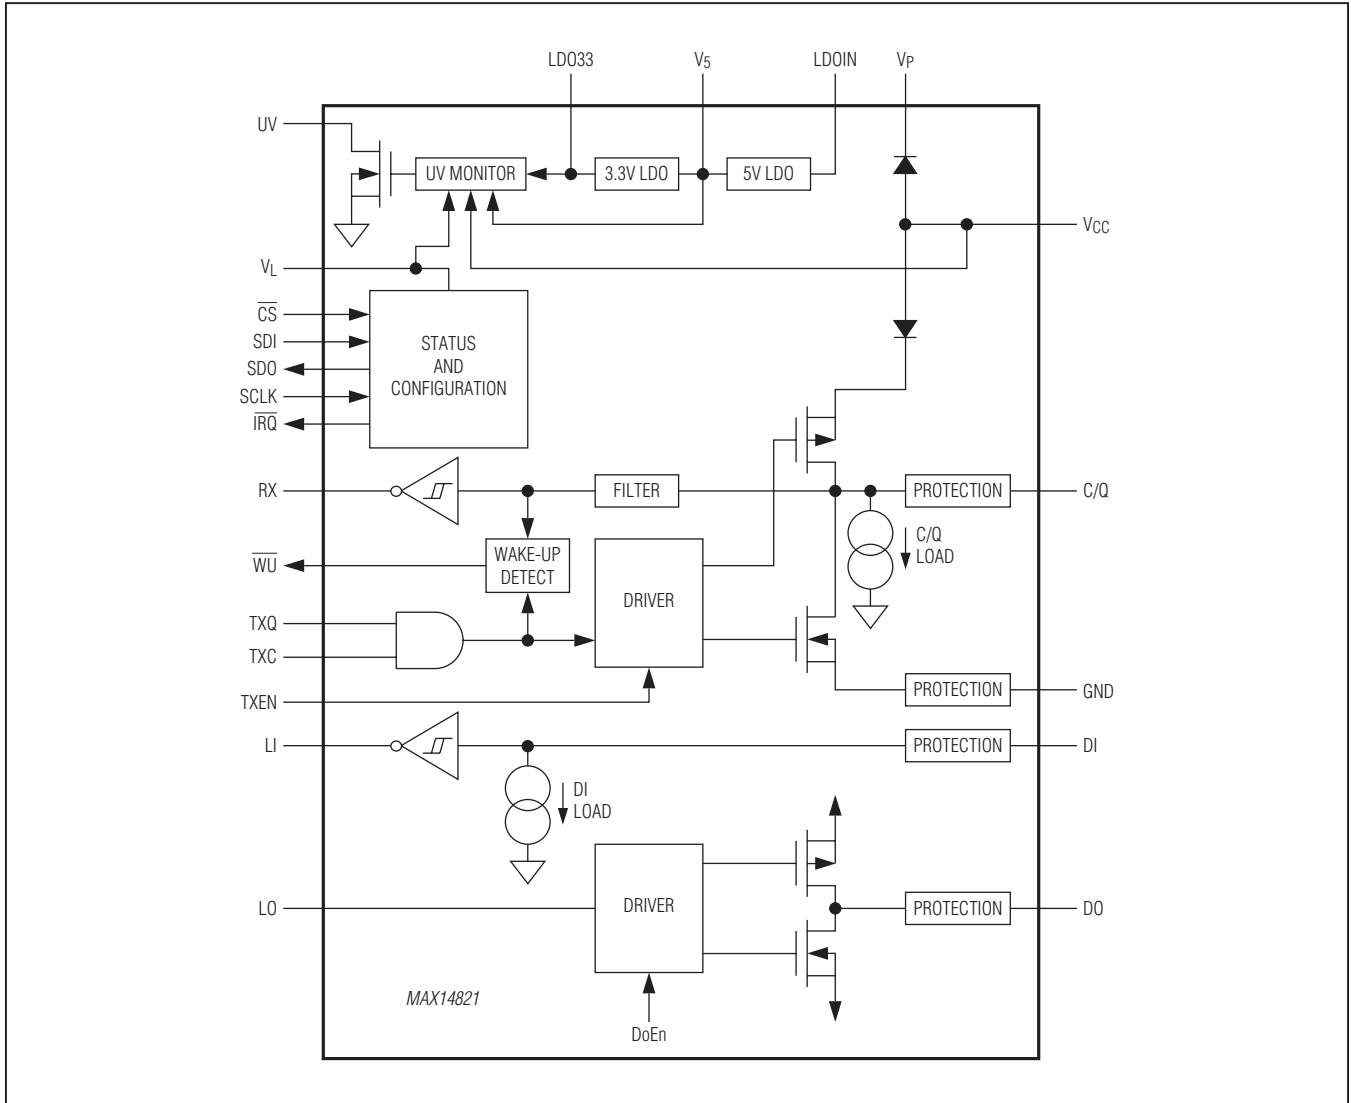 LDO33 V5 LDOIN VP
UV
UV MONITOR 3.3V LDO 5V LDO
VCC
VL
CS
SDI
SDO
SCLK
IRQ
STATUS
AND
CONFIGURATION
RX
FILTER
PROTECTION
C/Q
C/Q
LOAD
WU
WAKE-UP
DETECT
DRIVER
TXQ
TXC
TXEN
PROTECTION
GND
LI
PROTECTION
DI
DI
LOAD
LO
DRIVER
PROTECTION
DO
MAX14821
DoEn